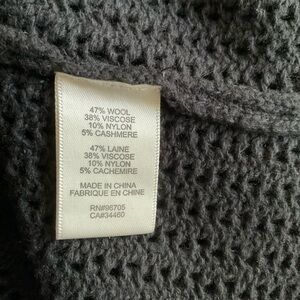 47% WOOL
38% VISCOSE
10% NYLON
5% CASHMERE
47% LAINE
38% VISCOSE
10% NYLON
5% CACHEMIRE
MADE IN CHINA
FABRIQUE EN CHINE
RN#96705
CA#34460